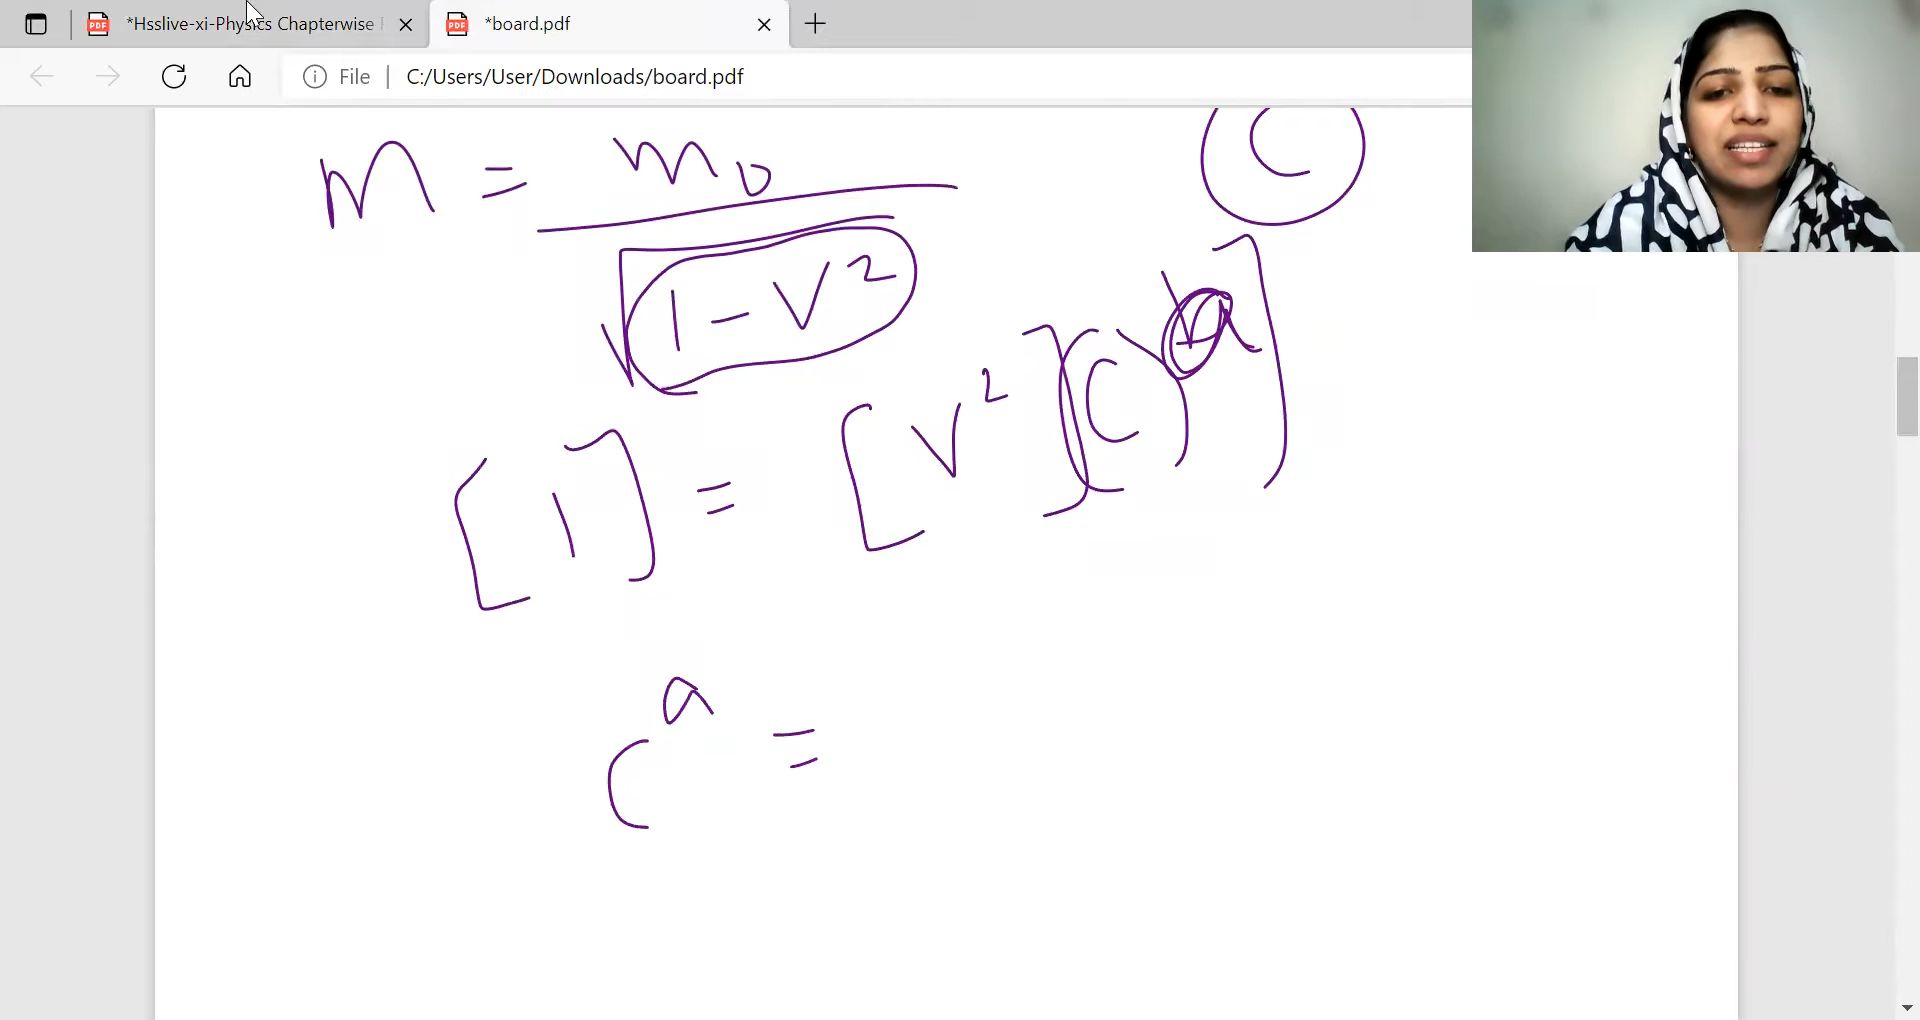 *Hsslive-xi-Physics Chapterwise
*board.pdf
File
C:/Users/User/Downloads/board.pdf
m = m0
√1 - v²
C
[1] = [v²](c)
c^a =